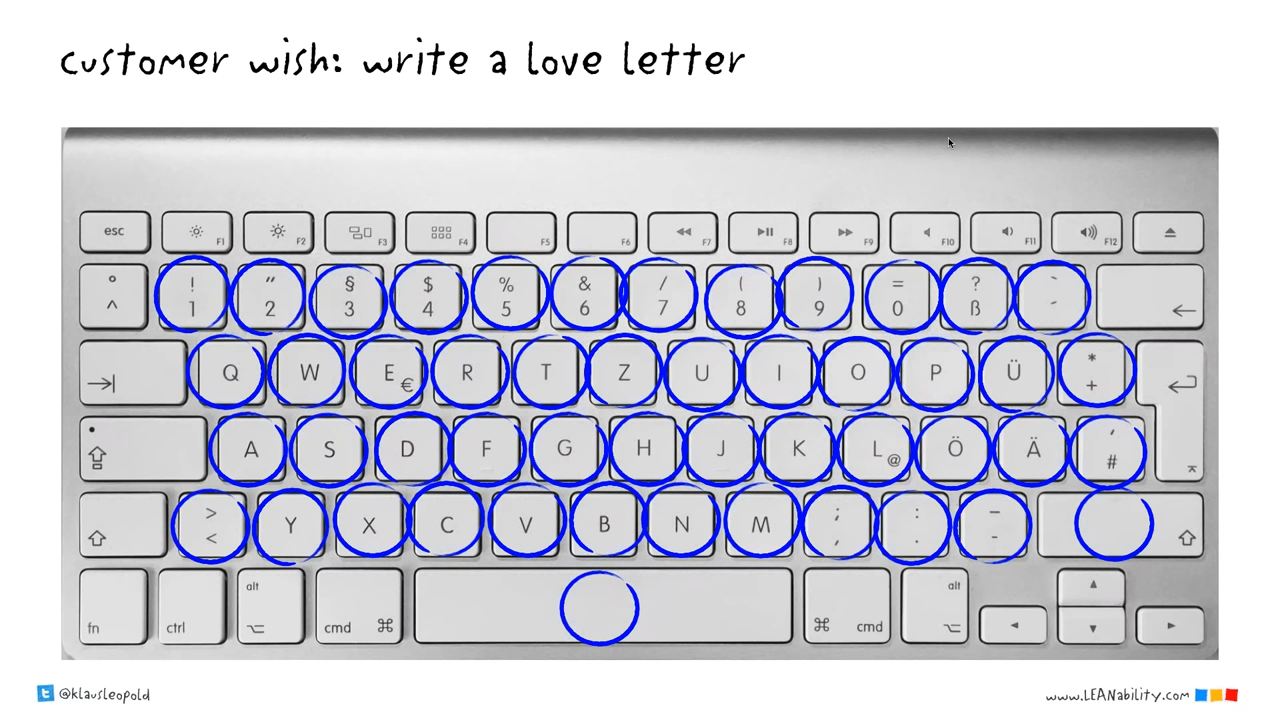 customer wish: write a love letter
esc F1 F2 F3 F4 F5 F6 F7 F8 F9 F10 F11 F12
° ! " § $ % & / ( ) = ? `
^ 1 2 3 4 5 6 7 8 9 0 ß ´
Q W E € R T Z U I O P Ü * +
A S D F G H J K L @ Ö Ä ' #
> < Y X C V B N M ; , : . _ -
fn ctrl alt cmd ⌘ ⌘ cmd alt
@klausleopold
www.LEANability.com